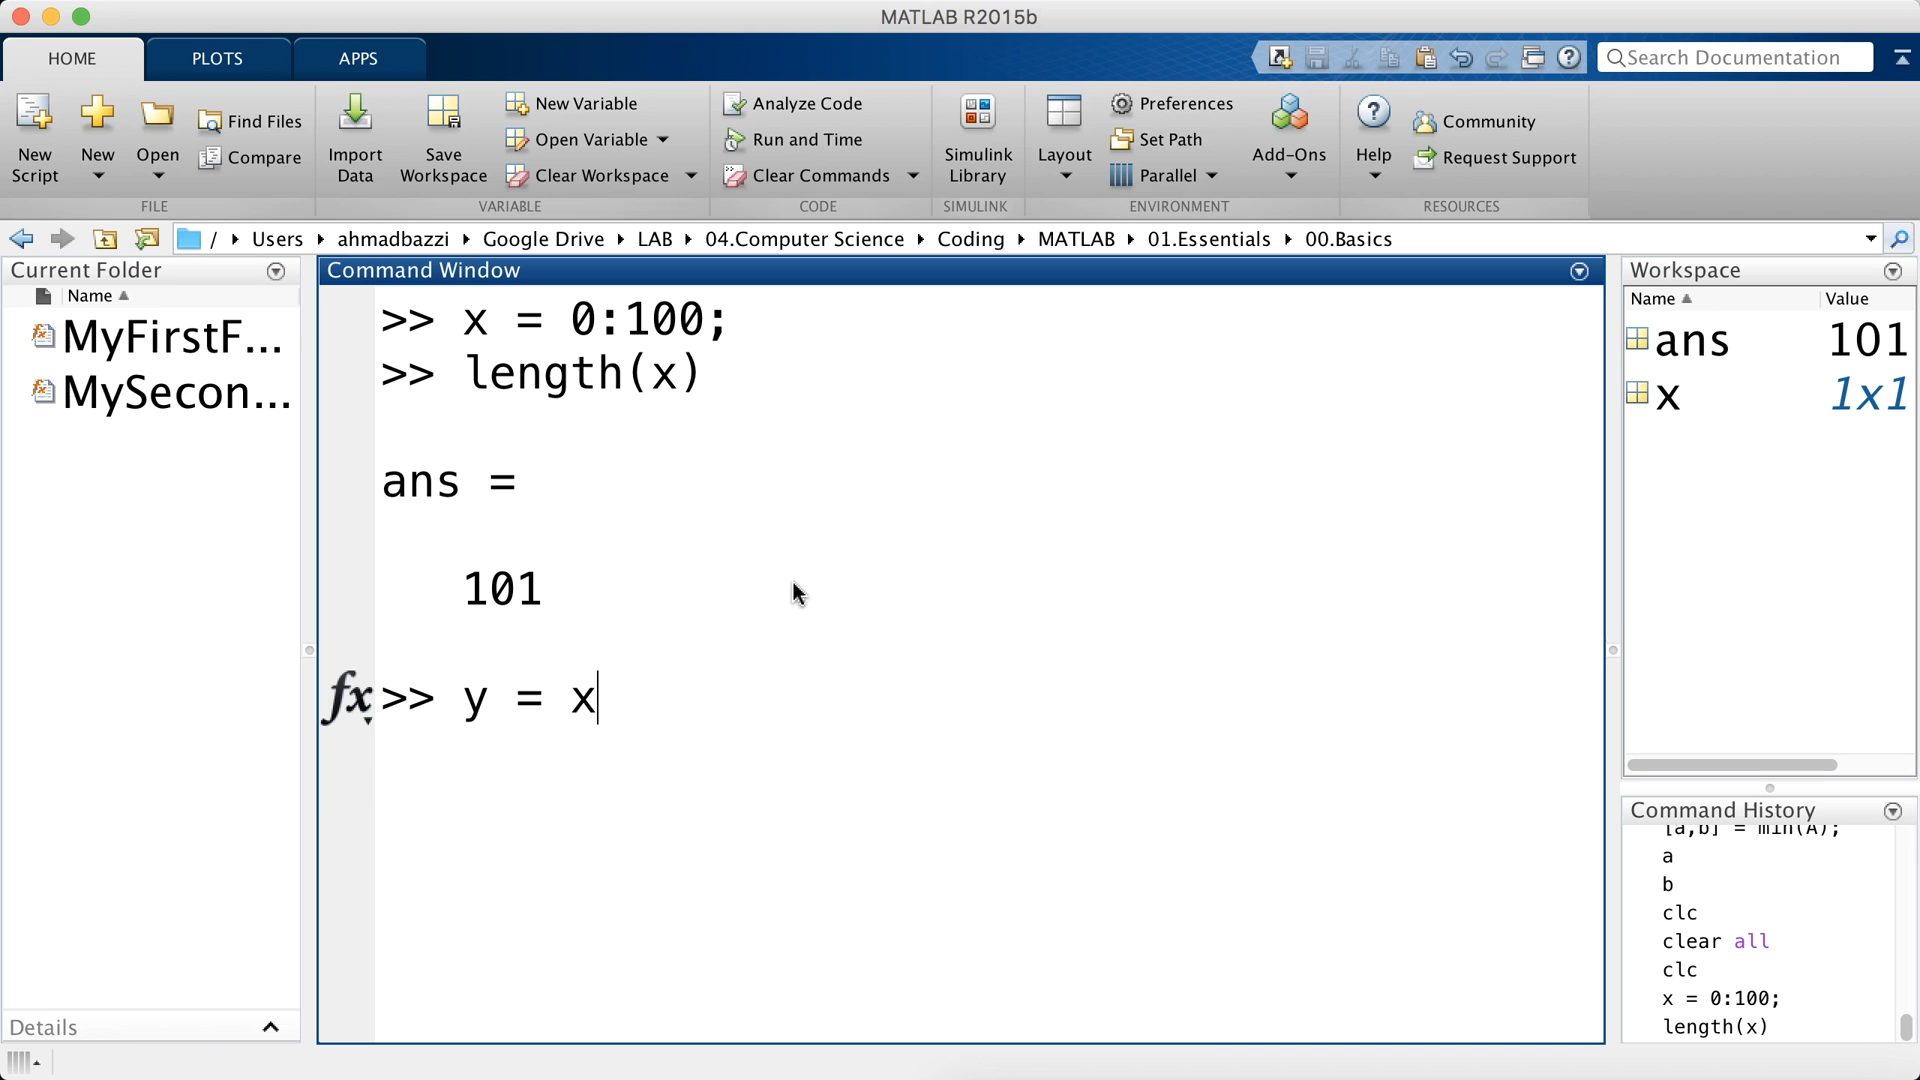 MATLAB R2015b
HOME
PLOTS
APPS
Search Documentation
New Script
New
Open
Find Files
Compare
Import Data
Save Workspace
New Variable
Open Variable
Clear Workspace
Analyze Code
Run and Time
Clear Commands
Simulink Library
Layout
Preferences
Set Path
Parallel
Add-Ons
Help
Community
Request Support
FILE
VARIABLE
CODE
SIMULINK
ENVIRONMENT
RESOURCES
/ Users ahmadbazzi Google Drive LAB 04.Computer Science Coding MATLAB 01.Essentials 00.Basics
Current Folder
Name
MyFirstF...
MySecon...
Details
Command Window
>> x = 0:100;
>> length(x)
ans =
101
fx >> y = x
Workspace
Name Value
ans 101
x 1x1
Command History
[a,b] = min(A);
a
b
clc
clear all
clc
x = 0:100;
length(x)